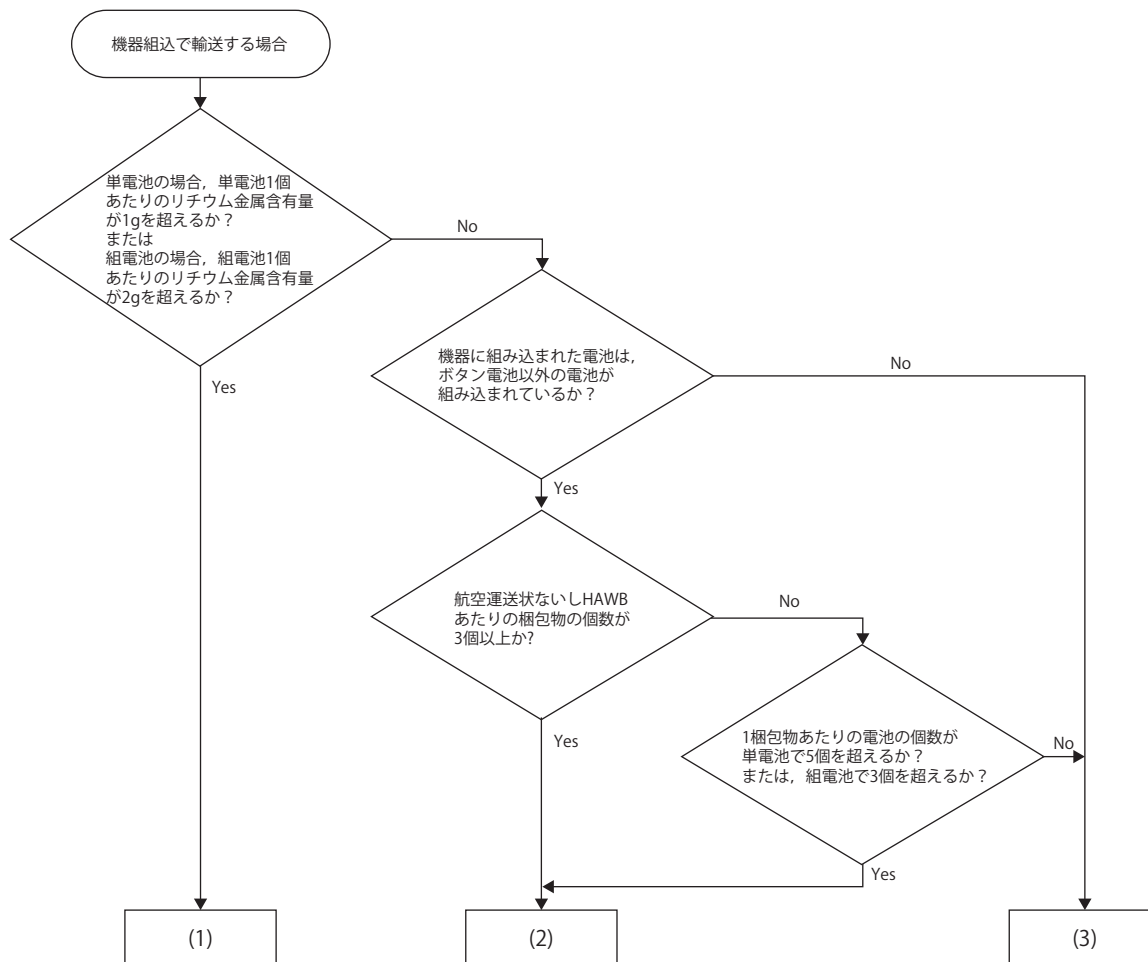 機器組込で輸送する場合
単電池の場合，単電池1個
あたりのリチウム金属含有量
が1gを超えるか？
または
組電池の場合，組電池1個
あたりのリチウム金属含有量
が2gを超えるか？
No
Yes
機器に組み込まれた電池は，
ボタン電池以外の電池が
組み込まれているか？
No
Yes
航空運送状ないしHAWB
あたりの梱包物の個数が
3個以上か?
No
Yes
1梱包物あたりの電池の個数が
単電池で5個を超えるか？
または，組電池で3個を超えるか？
No
Yes
(1)
(2)
(3)